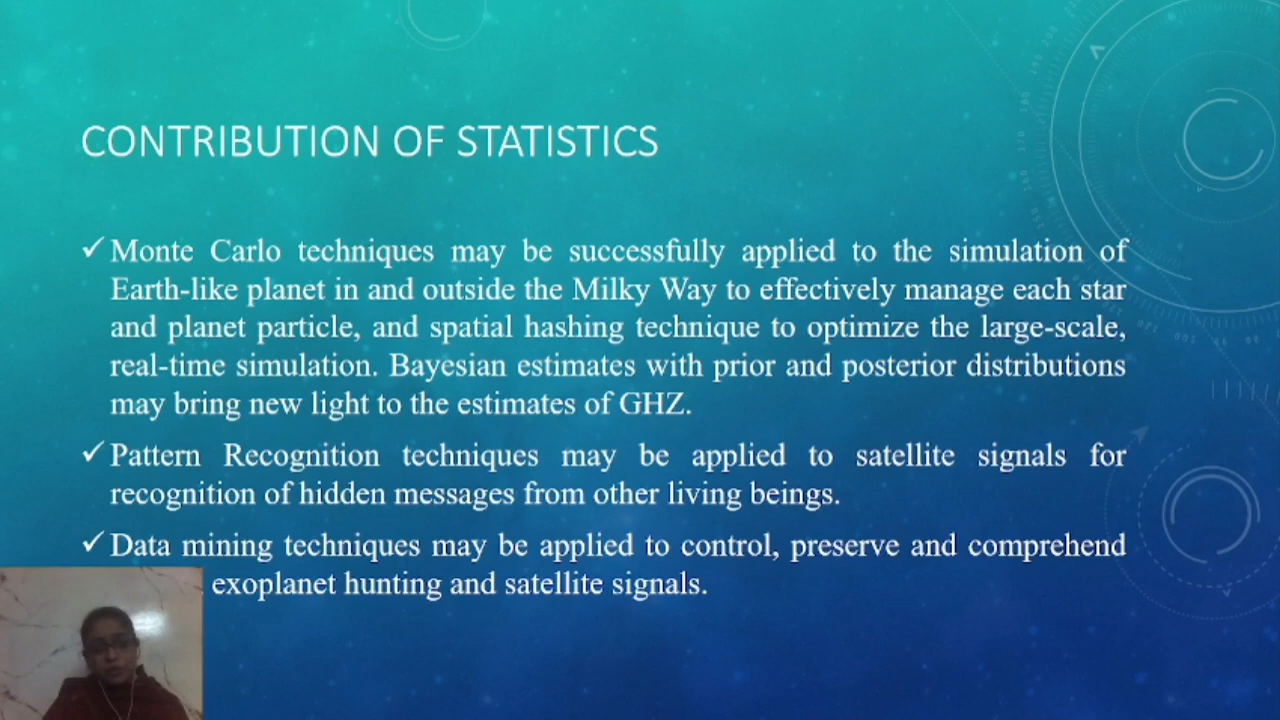 CONTRIBUTION OF STATISTICS
✓ Monte Carlo techniques may be successfully applied to the simulation of
Earth-like planet in and outside the Milky Way to effectively manage each star
and planet particle, and spatial hashing technique to optimize the large-scale,
real-time simulation. Bayesian estimates with prior and posterior distributions
may bring new light to the estimates of GHZ.
✓ Pattern Recognition techniques may be applied to satellite signals for
recognition of hidden messages from other living beings.
✓ Data mining techniques may be applied to control, preserve and comprehend
exoplanet hunting and satellite signals.